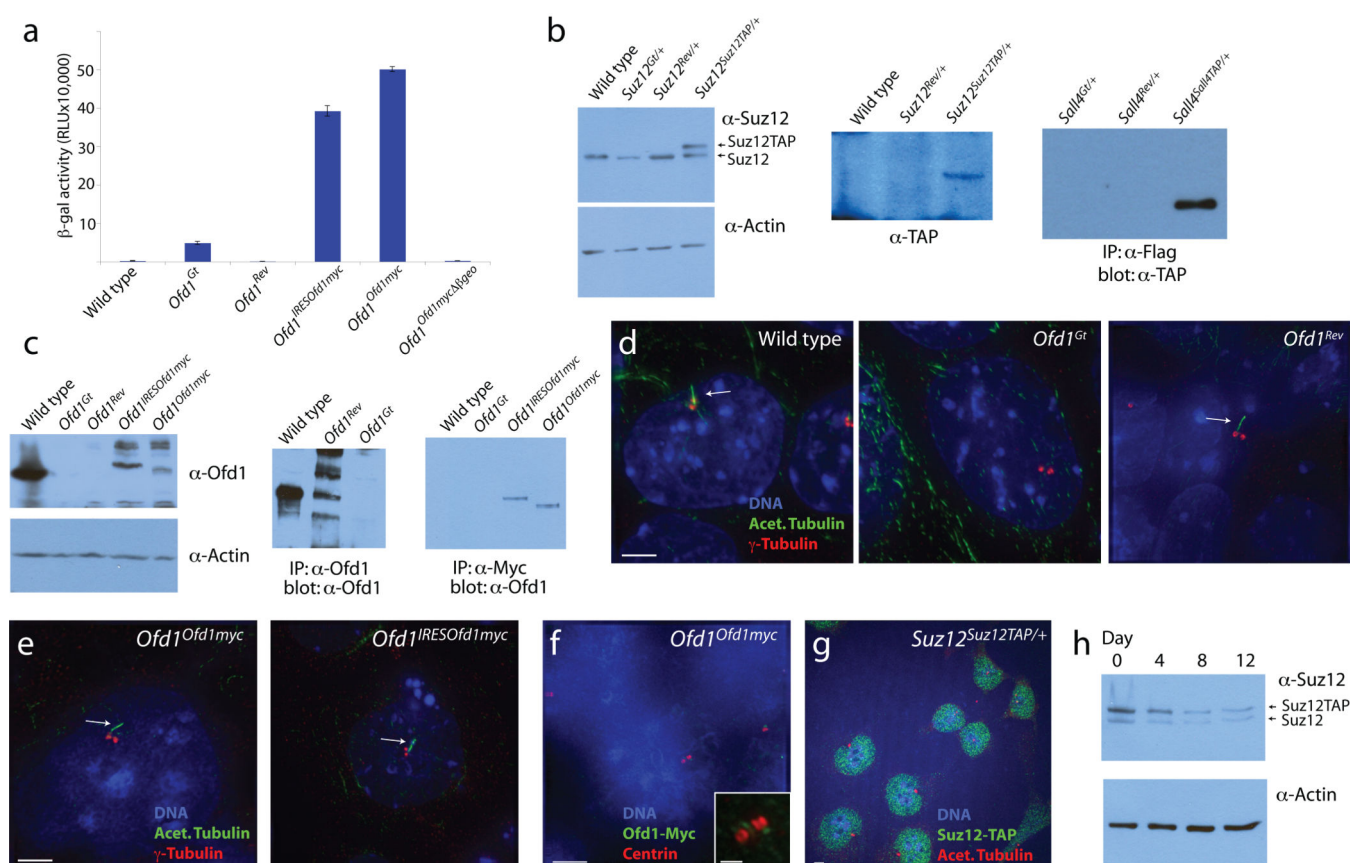 a
β-gal activity (RLUx10,000)
50
40
30
20
10
Wild type
Ofd1Gt
Ofd1Rev
Ofd1IRESOfd1myc
Ofd1Ofd1myc
Ofd1Ofd1mycΔβgeo
b
Wild type
Suz12Gt/+
Suz12Rev/+
Suz12Suz12TAP/+
α-Suz12
Suz12TAP
Suz12
α-Actin
Wild type
Suz12Rev/+
Suz12Suz12TAP/+
α-TAP
Sall4Gt/+
Sall4Rev/+
Sall4Sall4TAP/+
IP: α-Flag
blot: α-TAP
c
Wild type
Ofd1Gt
Ofd1Rev
Ofd1IRESOfd1myc
Ofd1Ofd1myc
α-Ofd1
α-Actin
Wild type
Ofd1Rev
Ofd1Gt
IP: α-Ofd1
blot: α-Ofd1
Wild type
Ofd1Gt
Ofd1IRESOfd1myc
Ofd1Ofd1myc
IP: α-Myc
blot: α-Ofd1
d
Wild type
DNA
Acet. Tubulin
γ-Tubulin
Ofd1Gt
Ofd1Rev
e
Ofd1Ofd1myc
DNA
Acet. Tubulin
γ-Tubulin
Ofd1IRESOfd1myc
f
Ofd1Ofd1myc
DNA
Ofd1-Myc
Centrin
g
Suz12Suz12TAP/+
DNA
Suz12-TAP
Acet. Tubulin
h
Day
0 4 8 12
α-Suz12
Suz12TAP
Suz12
α-Actin